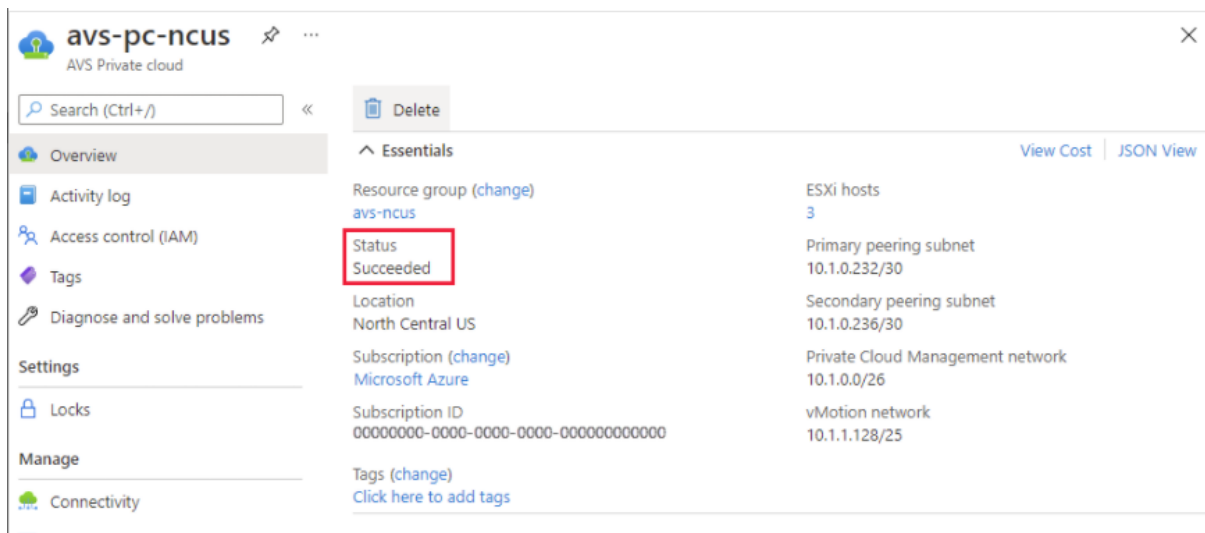 avs-pc-ncus ...
AVS Private cloud
Search (Ctrl+/)
«
Delete
Overview
Activity log
Access control (IAM)
Tags
Diagnose and solve problems
Settings
Locks
Manage
Connectivity
Essentials
View Cost
JSON View
Resource group (change)
avs-ncus
Status
Succeeded
Location
North Central US
Subscription (change)
Microsoft Azure
Subscription ID
00000000-0000-0000-0000-000000000000
Tags (change)
Click here to add tags
ESXi hosts
3
Primary peering subnet
10.1.0.232/30
Secondary peering subnet
10.1.0.236/30
Private Cloud Management network
10.1.0.0/26
vMotion network
10.1.1.128/25